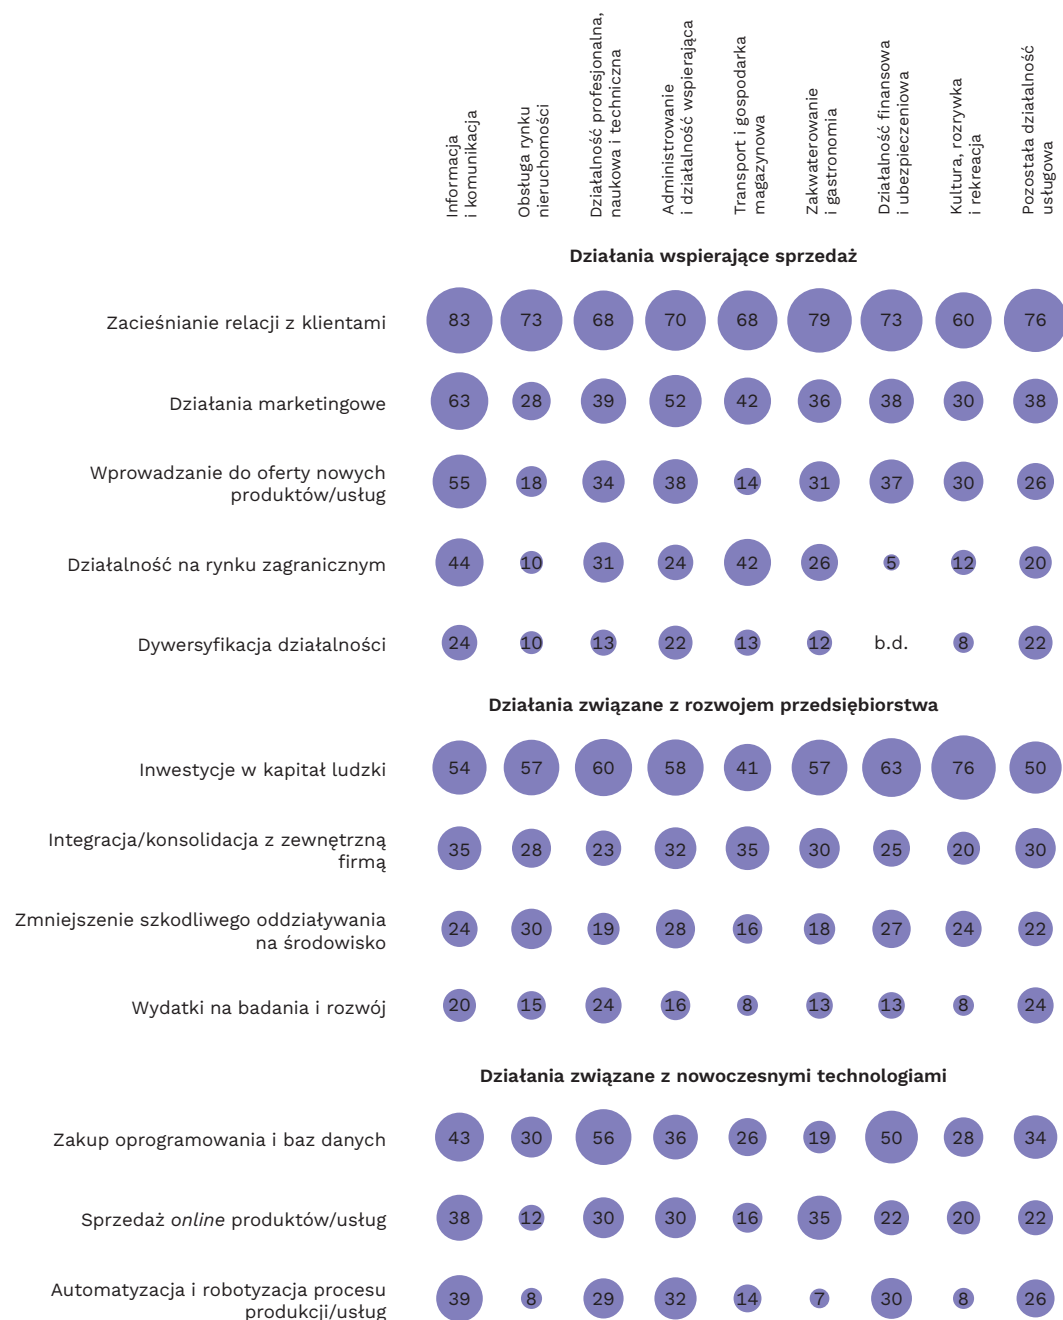 Informacja
i komunikacja
Obsługa rynku
nieruchomości
Działalność profesjonalna,
naukowa i techniczna
Administrowanie
i działalność wspierająca
Transport i gospodarka
magazynowa
Zakwaterowanie
i gastronomia
Działalność finansowa
i ubezpieczeniowa
Kultura, rozrywka
i rekreacja
Pozostała działalność
usługowa
Działania wspierające sprzedaż
Zacieśnianie relacji z klientami 83 73 68 70 68 79 73 60 76
Działania marketingowe 63 28 39 52 42 36 38 30 38
Wprowadzanie do oferty nowych
produktów/usług 55 18 34 38 14 31 37 30 26
Działalność na rynku zagranicznym 44 10 31 24 42 26 5 12 20
Dywersyfikacja działalności 24 10 13 22 13 12 b.d. 8 22
Działania związane z rozwojem przedsiębiorstwa
Inwestycje w kapitał ludzki 54 57 60 58 41 57 63 76 50
Integracja/konsolidacja z zewnętrzną
firmą 35 28 23 32 35 30 25 20 30
Zmniejszenie szkodliwego oddziaływania
na środowisko 24 30 19 28 16 18 27 24 22
Wydatki na badania i rozwój 20 15 24 16 8 13 13 8 24
Działania związane z nowoczesnymi technologiami
Zakup oprogramowania i baz danych 43 30 56 36 26 19 50 28 34
Sprzedaż online produktów/usług 38 12 30 30 16 35 22 20 22
Automatyzacja i robotyzacja procesu
produkcji/usług 39 8 29 32 14 7 30 8 26